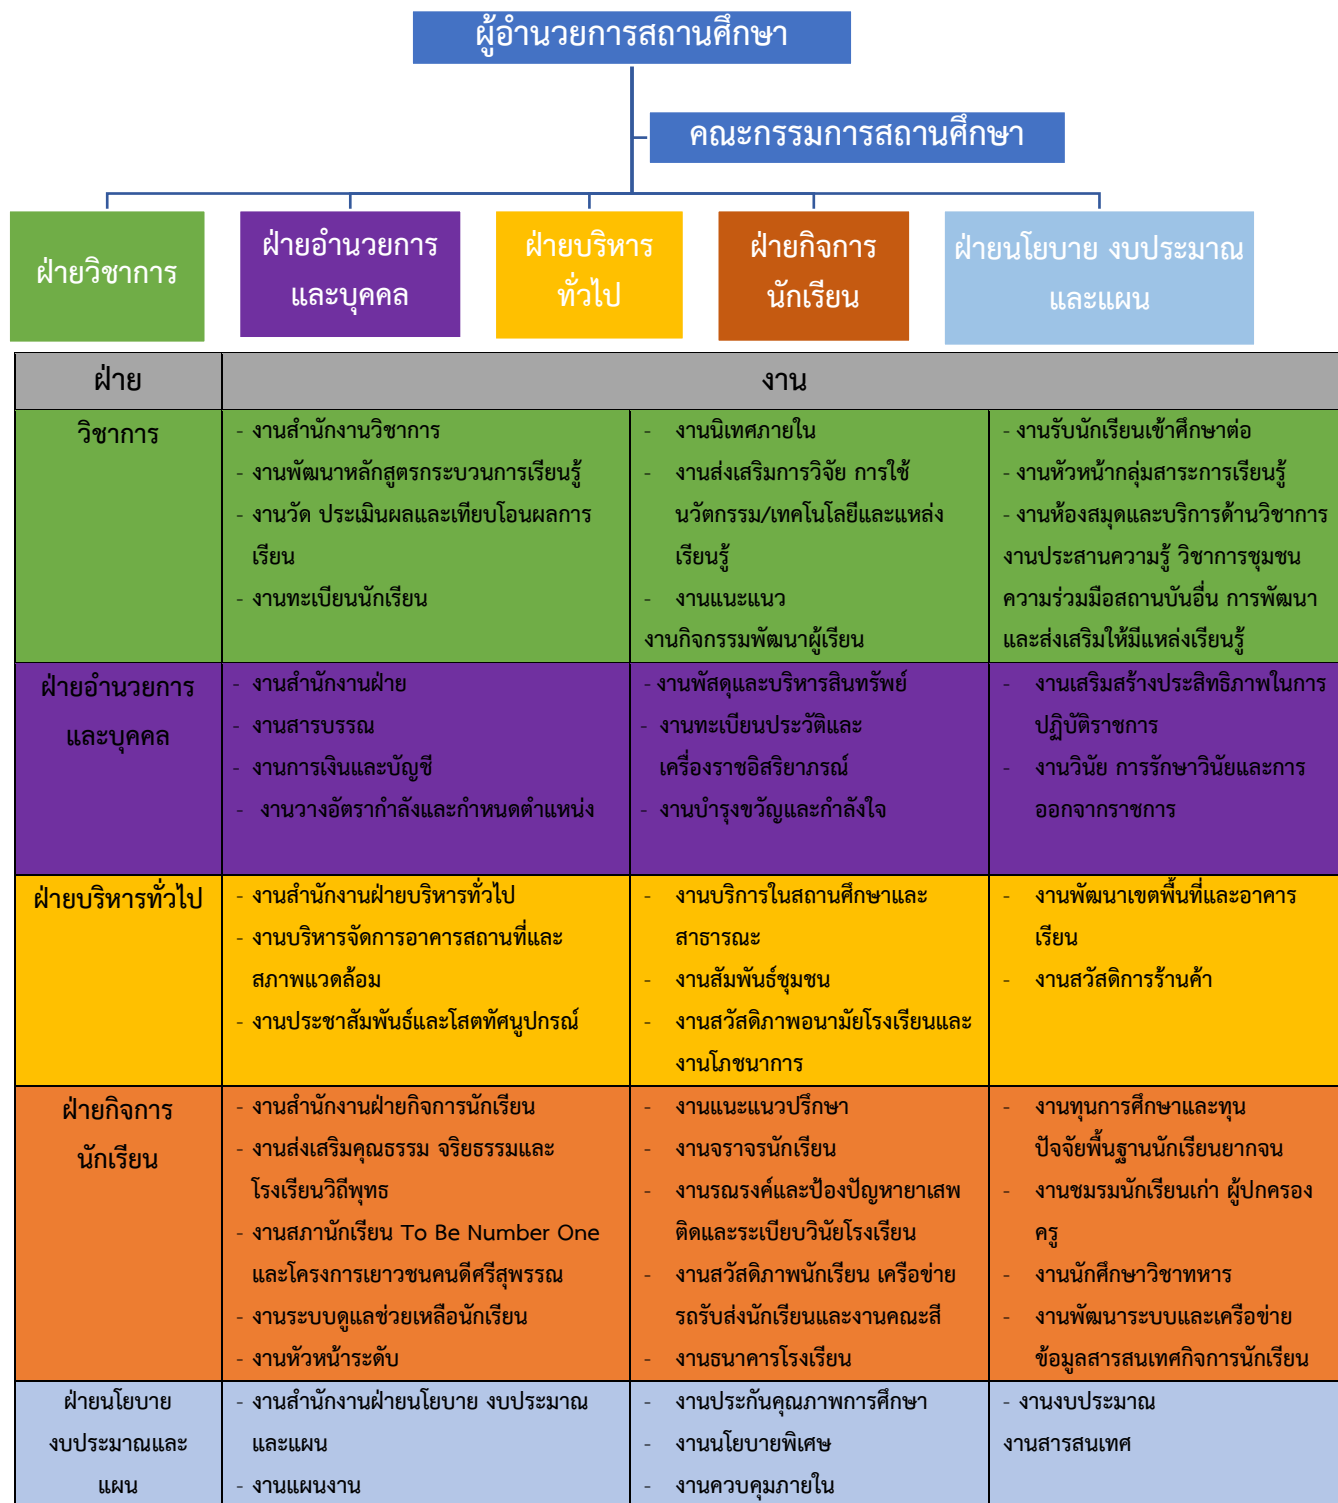 ผู้อำนวยการสถานศึกษา
คณะกรรมการสถานศึกษา
ฝ่ายวิชาการ
ฝ่ายอำนวยการ
และบุคคล
ฝ่ายบริหาร
ทั่วไป
ฝ่ายกิจการ
นักเรียน
ฝ่ายนโยบาย งบประมาณ
และแผน
ฝ่าย
งาน
วิชาการ
- งานสำนักงานวิชาการ
- งานพัฒนาหลักสูตรกระบวนการเรียนรู้
- งานวัด ประเมินผลและเทียบโอนผลการ
เรียน
- งานทะเบียนนักเรียน
- งานนิเทศภายใน
- งานส่งเสริมการวิจัย การใช้
นวัตกรรม/เทคโนโลยีและแหล่ง
เรียนรู้
- งานแนะแนว
งานกิจกรรมพัฒนาผู้เรียน
- งานรับนักเรียนเข้าศึกษาต่อ
- งานหัวหน้ากลุ่มสาระการเรียนรู้
- งานห้องสมุดและบริการด้านวิชาการ
งานประสานความรู้ วิชาการชุมชน
ความร่วมมือสถานบันอื่น การพัฒนา
และส่งเสริมให้มีแหล่งเรียนรู้
ฝ่ายอำนวยการ
และบุคคล
- งานสำนักงานฝ่าย
- งานสารบรรณ
- งานการเงินและบัญชี
- งานวางอัตรากำลังและกำหนดตำแหน่ง
- งานพัสดุและบริหารสินทรัพย์
- งานทะเบียนประวัติและ
เครื่องราชอิสริยาภรณ์
- งานบำรุงขวัญและกำลังใจ
- งานเสริมสร้างประสิทธิภาพในการ
ปฏิบัติราชการ
- งานวินัย การรักษาวินัยและการ
ออกจากราชการ
ฝ่ายบริหารทั่วไป
- งานสำนักงานฝ่ายบริหารทั่วไป
- งานบริหารจัดการอาคารสถานที่และ
สภาพแวดล้อม
- งานประชาสัมพันธ์และโสตทัศนูปกรณ์
- งานบริการในสถานศึกษาและ
สาธารณะ
- งานสัมพันธ์ชุมชน
- งานสวัสดิภาพอนามัยโรงเรียนและ
งานโภชนาการ
- งานพัฒนาเขตพื้นที่และอาคาร
เรียน
- งานสวัสดิการร้านค้า
ฝ่ายกิจการ
นักเรียน
- งานสำนักงานฝ่ายกิจการนักเรียน
- งานส่งเสริมคุณธรรม จริยธรรมและ
โรงเรียนวิถีพุทธ
- งานสภานักเรียน To Be Number One
และโครงการเยาวชนคนดีศรีสุพรรณ
- งานระบบดูแลช่วยเหลือนักเรียน
- งานหัวหน้าระดับ
- งานแนะแนวปรึกษา
- งานจราจรนักเรียน
- งานรณรงค์และป้องปัญหายาเสพ
ติดและระเบียบวินัยโรงเรียน
- งานสวัสดิภาพนักเรียน เครือข่าย
รถรับส่งนักเรียนและงานคณะสี
- งานธนาคารโรงเรียน
- งานทุนการศึกษาและทุน
ปัจจัยพื้นฐานนักเรียนยากจน
- งานชมรมนักเรียนเก่า ผู้ปกครอง
ครู
- งานนักศึกษาวิชาทหาร
- งานพัฒนาระบบและเครือข่าย
ข้อมูลสารสนเทศกิจการนักเรียน
ฝ่ายนโยบาย
งบประมาณและ
แผน
- งานสำนักงานฝ่ายนโยบาย งบประมาณ
และแผน
- งานแผนงาน
- งานประกันคุณภาพการศึกษา
- งานนโยบายพิเศษ
- งานควบคุมภายใน
- งานงบประมาณ
งานสารสนเทศ